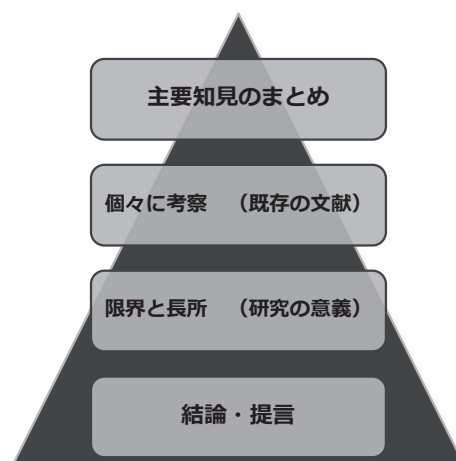 主要知見のまとめ
個々に考察　（既存の文献）
限界と長所　（研究の意義）
結論・提言